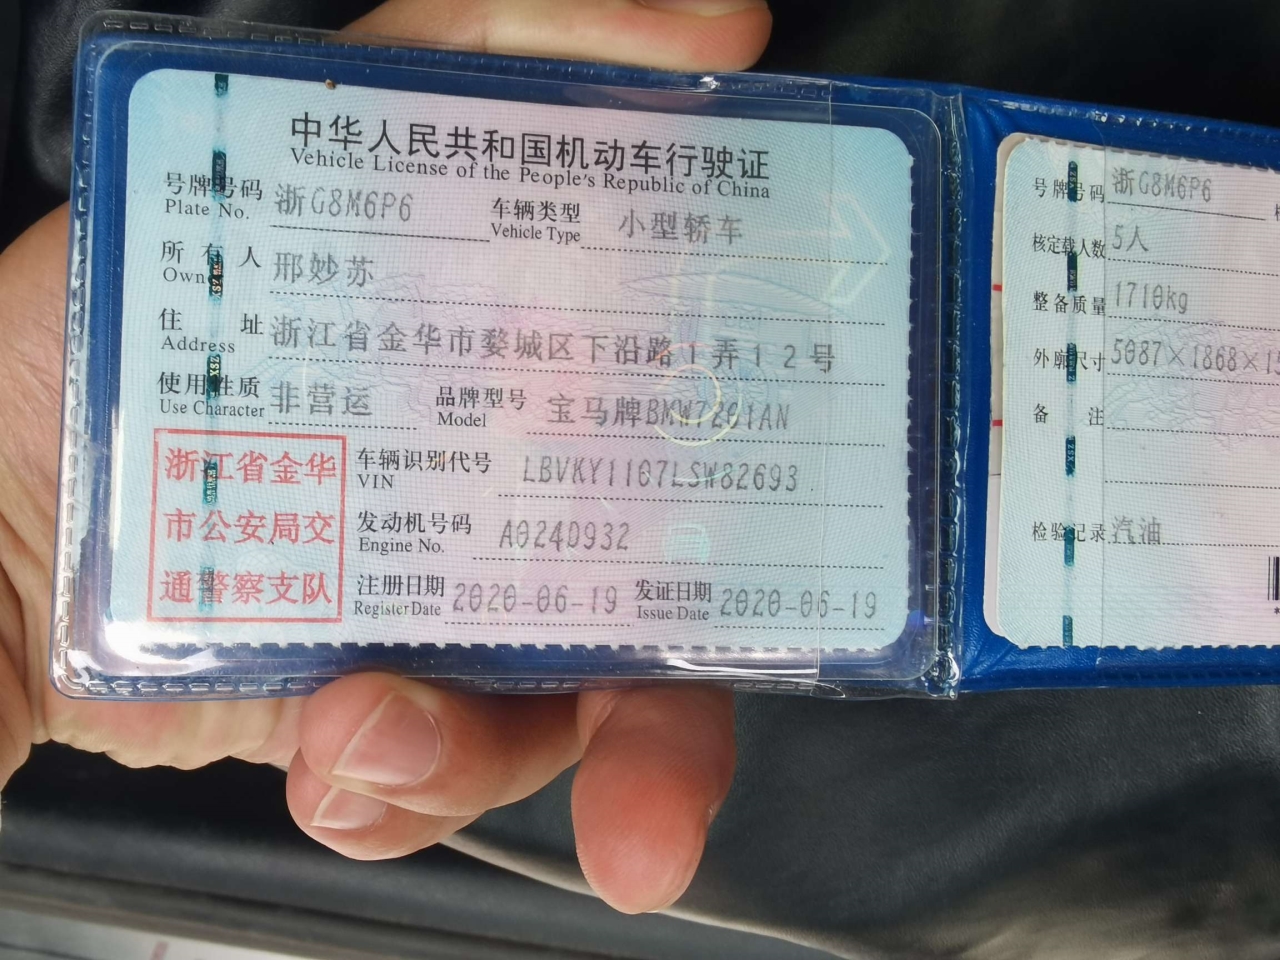 中华人民共和国机动车行驶证
Vehicle License of the People's Republic of China
号牌号码 浙G8M6P6 车辆类型 小型轿车
Plate No. Vehicle Type
所有人 邢妙苏
Owner
住址 浙江省金华市婺城区下沿路1弄12号
Address
使用性质 非营运 品牌型号 宝马牌BMW7201AN
Use Character Model
浙江省金华
市公安局交
通警察支队
车辆识别代号 LBVKY1107LSW82693
VIN
发动机号码 A024D932
Engine No.
注册日期 2020-06-19 发证日期 2020-06-19
Register Date Issue Date
号牌号码 浙G8M6P6
核定载人数 5人
整备质量 1710kg
外廓尺寸 5087×1868×15
备注
检验记录 汽油